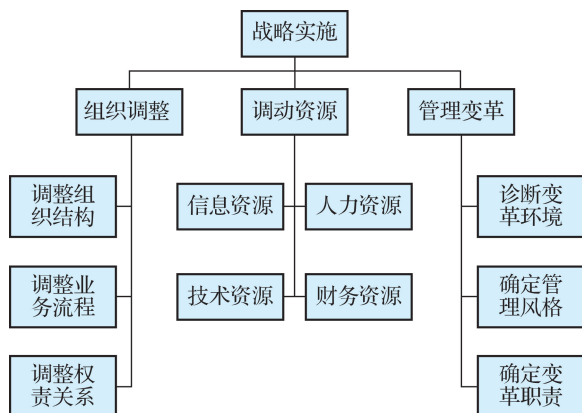 战略实施
组织调整
调动资源
管理变革
调整组
织结构
信息资源
人力资源
诊断变
革环境
调整业
务流程
技术资源
财务资源
确定管
理风格
调整权
责关系
确定变
革职责